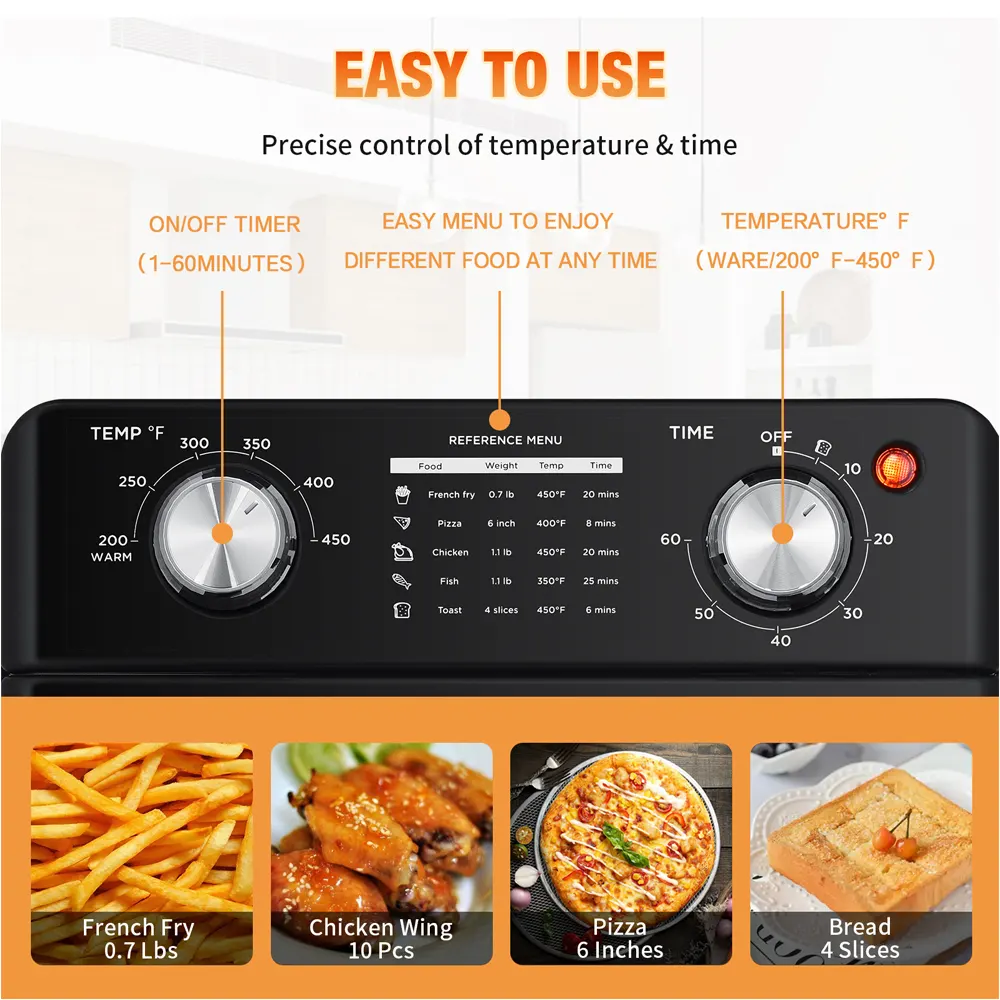 EASY TO USE
Precise control of temperature & time
ON/OFF TIMER
(1-60MINUTES)
EASY MENU TO ENJOY
DIFFERENT FOOD AT ANY TIME
TEMPERATURE° F
(WARE/200° F-450° F)
TEMP °F
200
WARM
250
300
350
400
450
REFERENCE MENU
Food Weight Temp Time
French fry 0.7 lb 450°F 20 mins
Pizza 6 inch 400°F 8 mins
Chicken 1.1 lb 450°F 20 mins
Fish 1.1 lb 350°F 25 mins
Toast 4 slices 450°F 6 mins
TIME
OFF
10
20
30
40
50
60
French Fry
0.7 Lbs
Chicken Wing
10 Pcs
Pizza
6 Inches
Bread
4 Slices